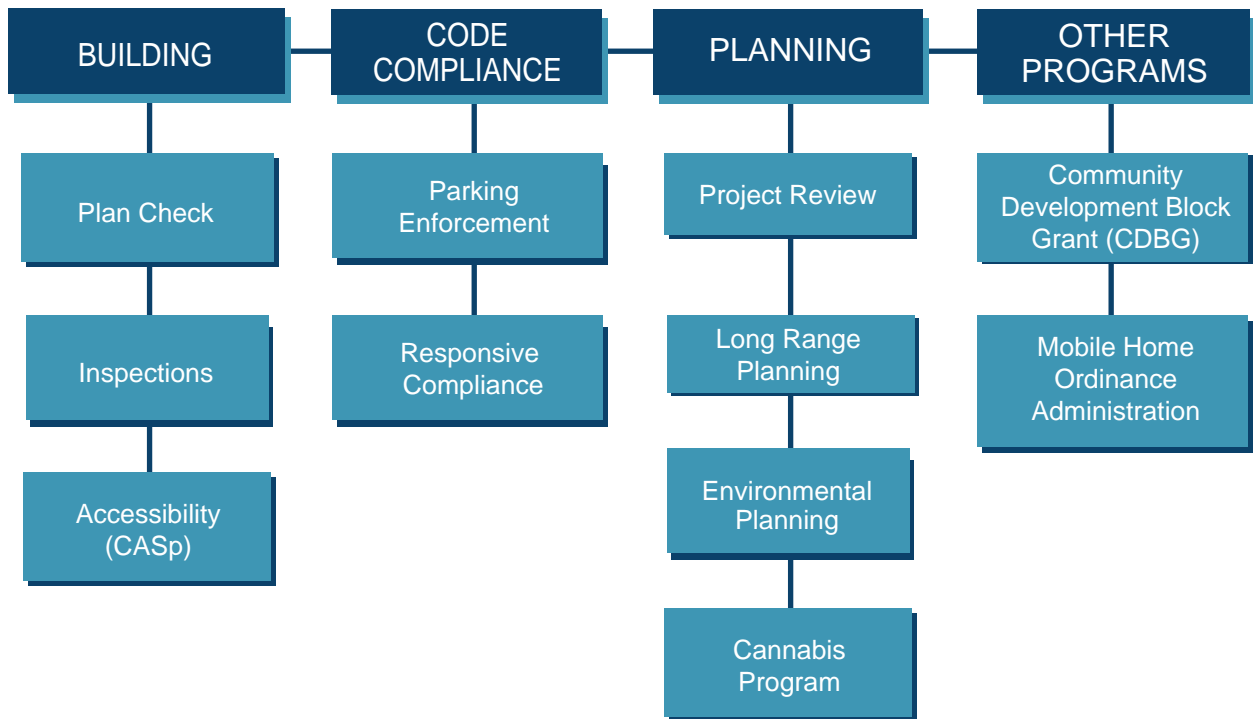 BUILDING
Plan Check
Inspections
Accessibility
(CASp)
CODE
COMPLIANCE
Parking
Enforcement
Responsive
Compliance
PLANNING
Project Review
Long Range
Planning
Environmental
Planning
Cannabis
Program
OTHER
PROGRAMS
Community
Development Block
Grant (CDBG)
Mobile Home
Ordinance
Administration